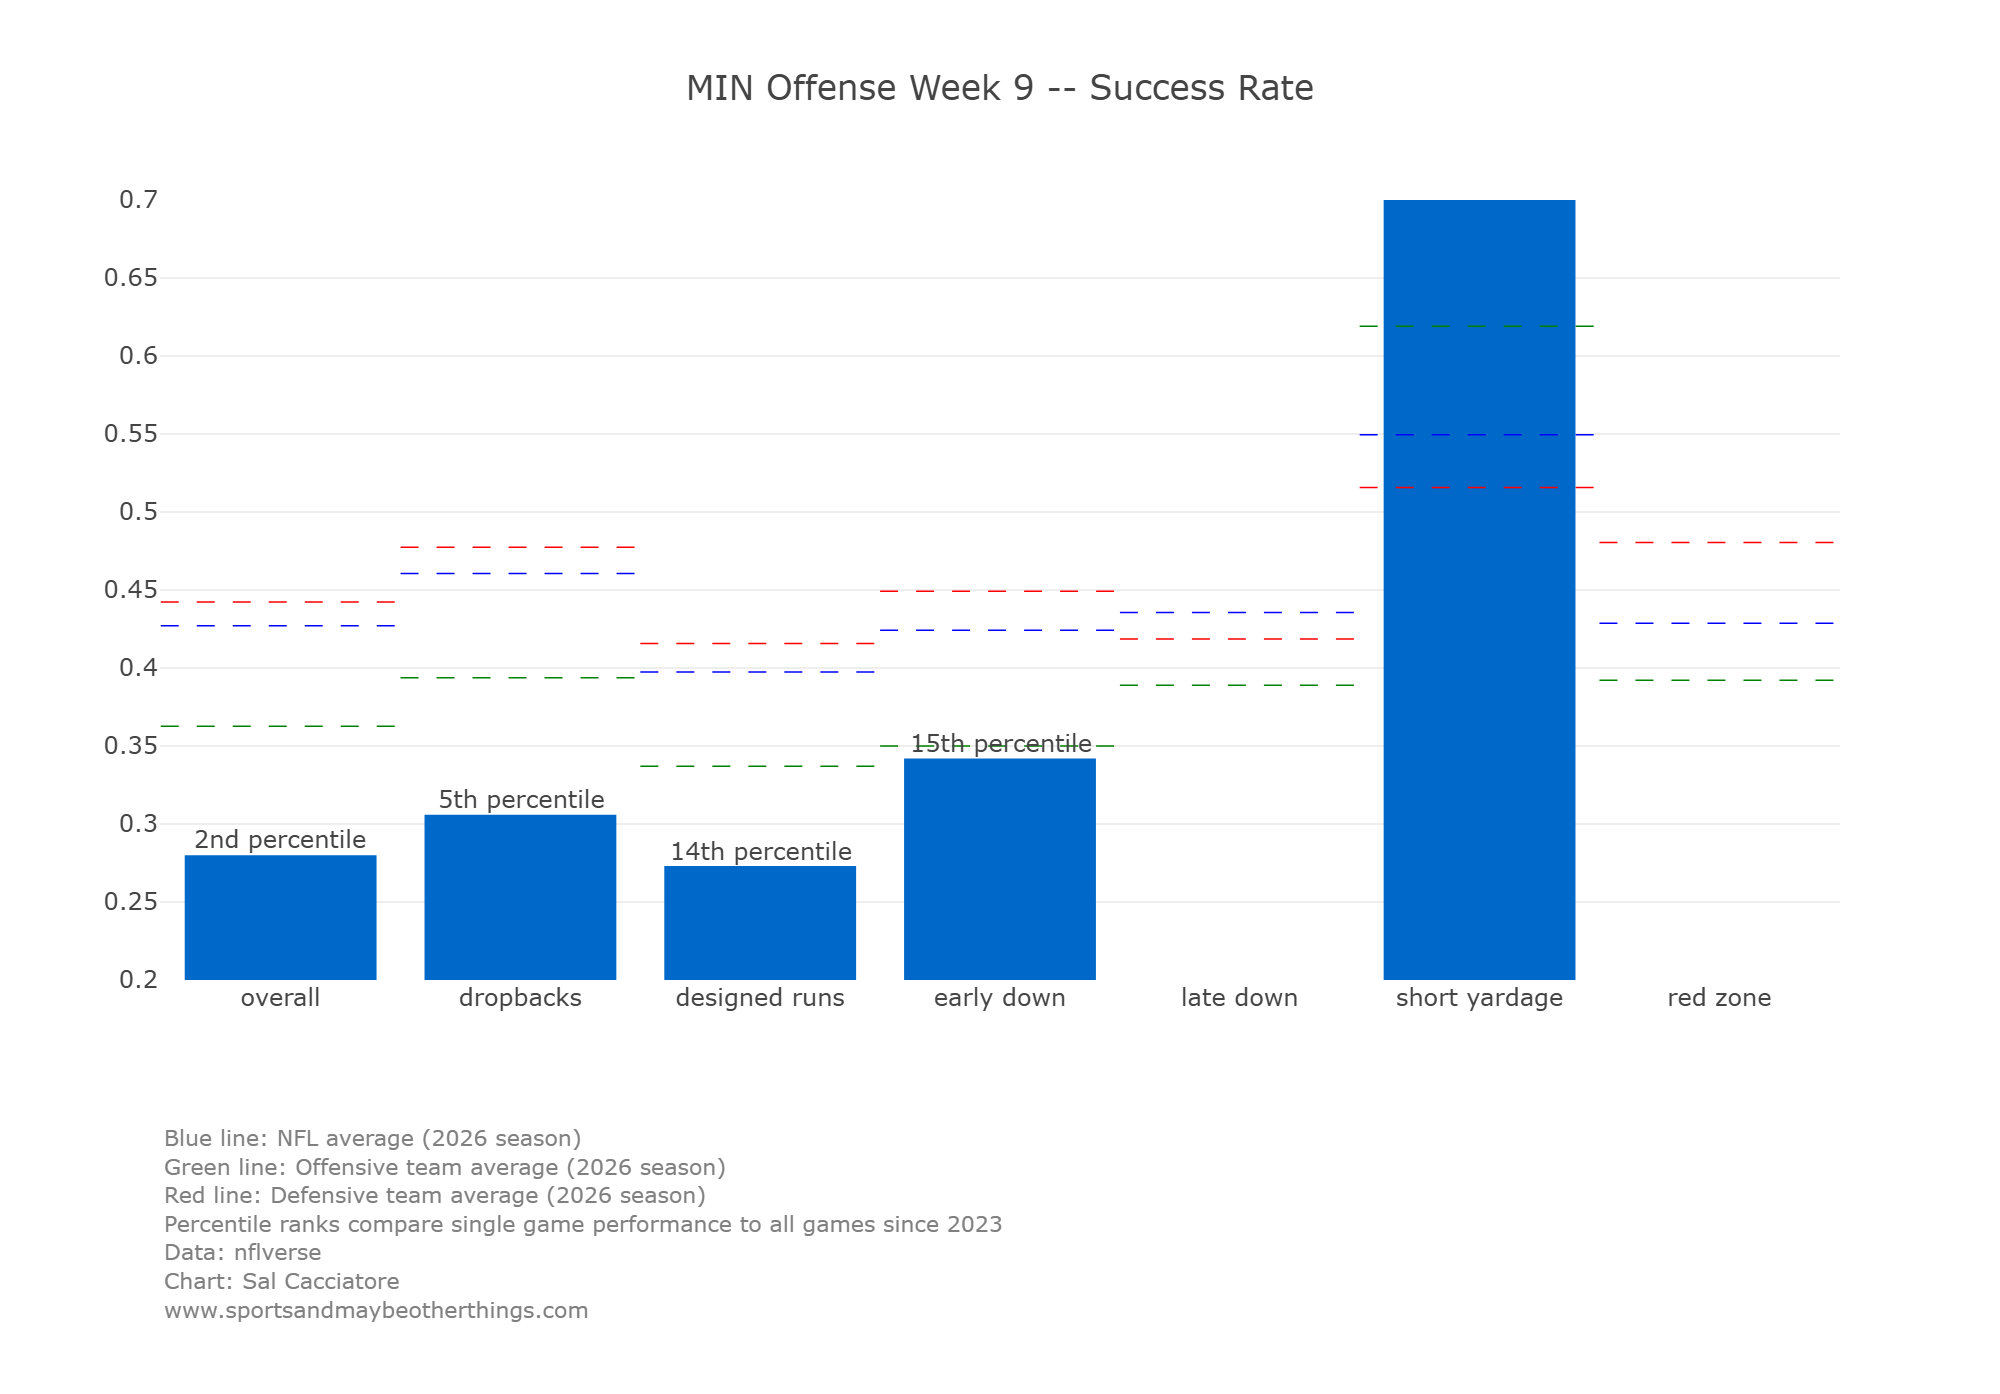 MIN Offense Week 9 -- Success Rate
0.7
0.65
0.6
0.55
0.5
0.45
0.4
0.35
0.3
0.25
0.2
2nd percentile
5th percentile
14th percentile
15th percentile
overall
dropbacks
designed runs
early down
late down
short yardage
red zone
Blue line: NFL average (2026 season)
Green line: Offensive team average (2026 season)
Red line: Defensive team average (2026 season)
Percentile ranks compare single game performance to all games since 2023
Data: nflverse
Chart: Sal Cacciatore
www.sportsandmaybeotherthings.com